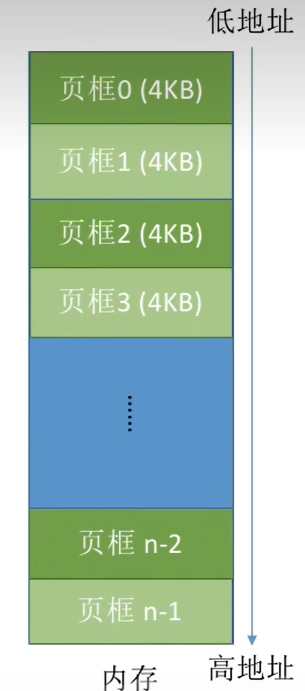 低地址
页框0 (4KB)
页框1 (4KB)
页框2 (4KB)
页框3 (4KB)
......
页框 n-2
页框 n-1
内存
高地址